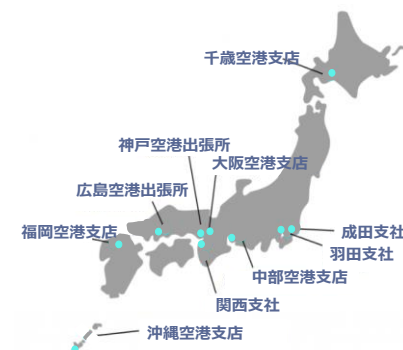 千歳空港支店
神戸空港出張所
大阪空港支店
広島空港出張所
福岡空港支店
成田支社
羽田支社
中部空港支店
関西支社
沖縄空港支店